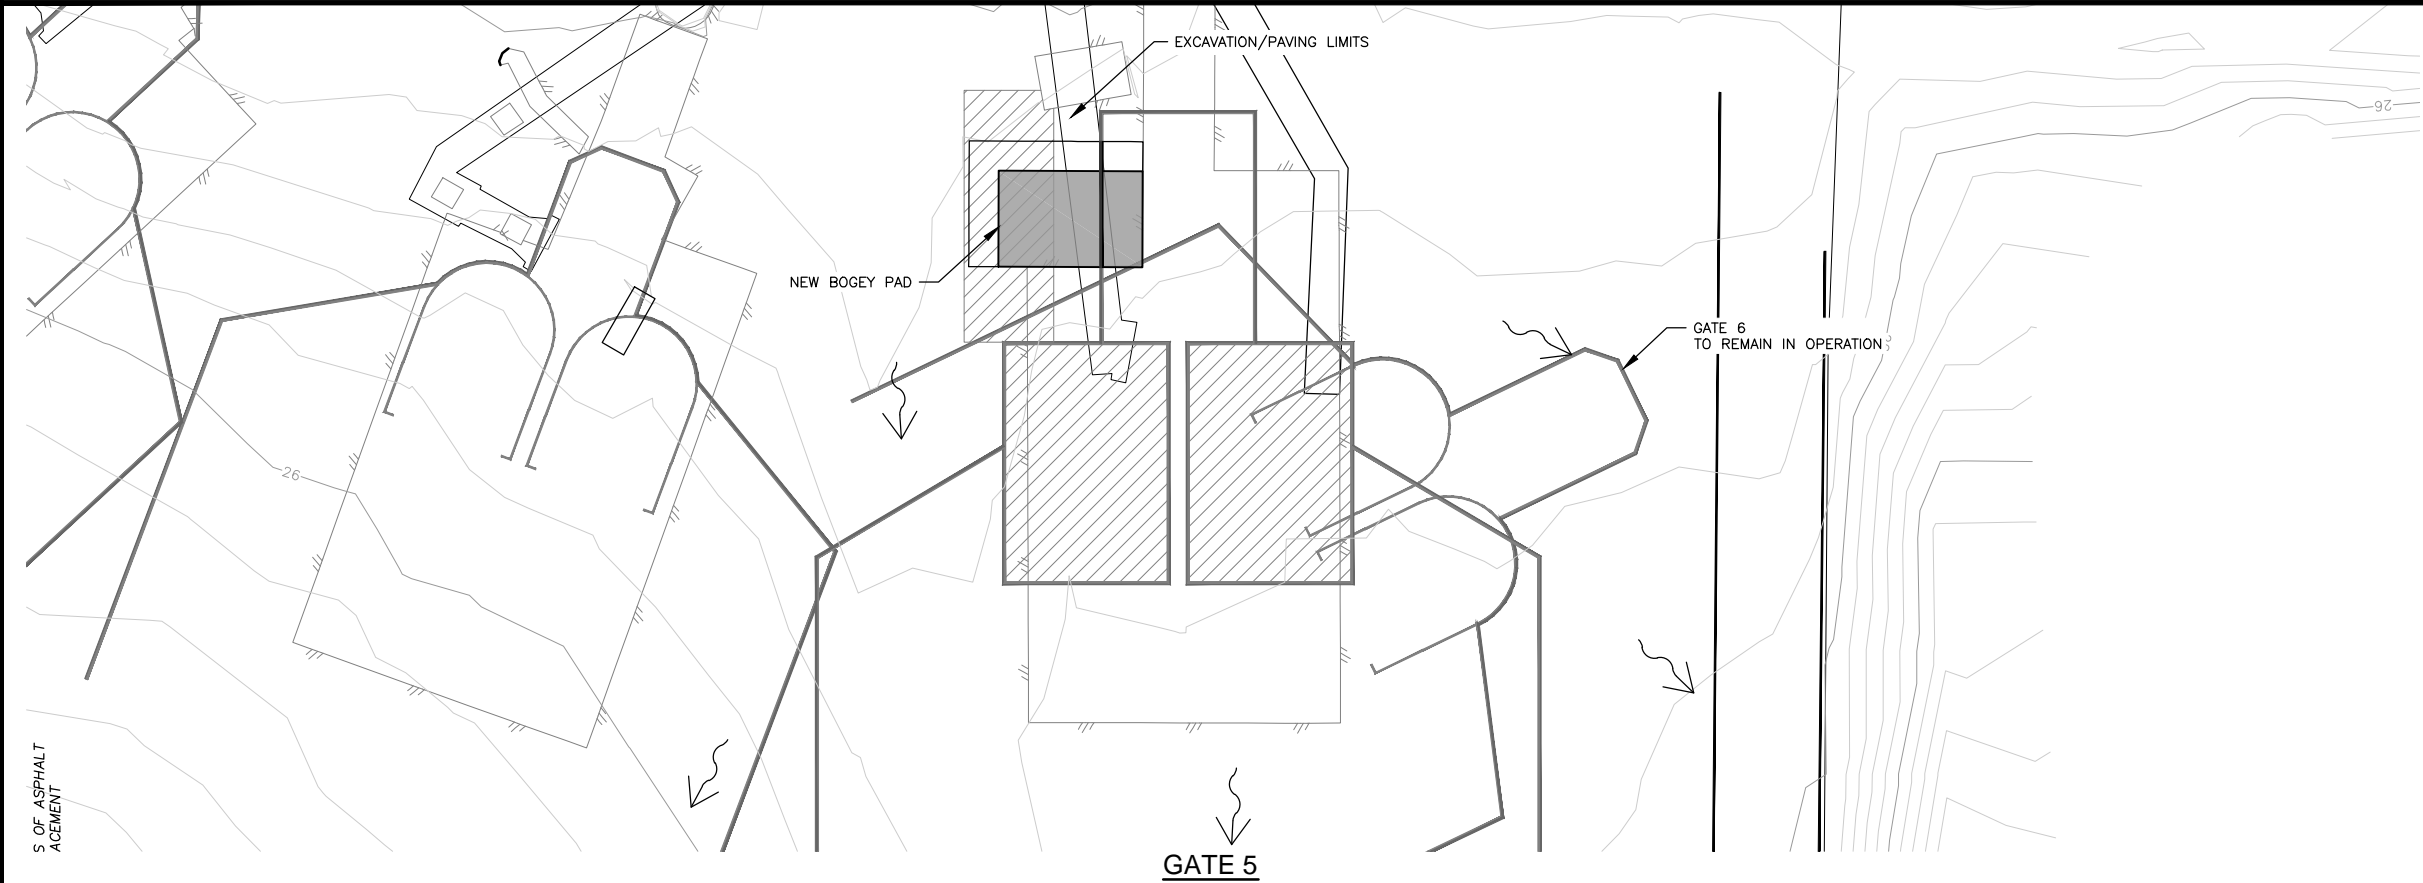 EXCAVATION/PAVING LIMITS
26
NEW BOGEY PAD
GATE 6
TO REMAIN IN OPERATION
26
S OF ASPHALT
ACEMENT
GATE 5